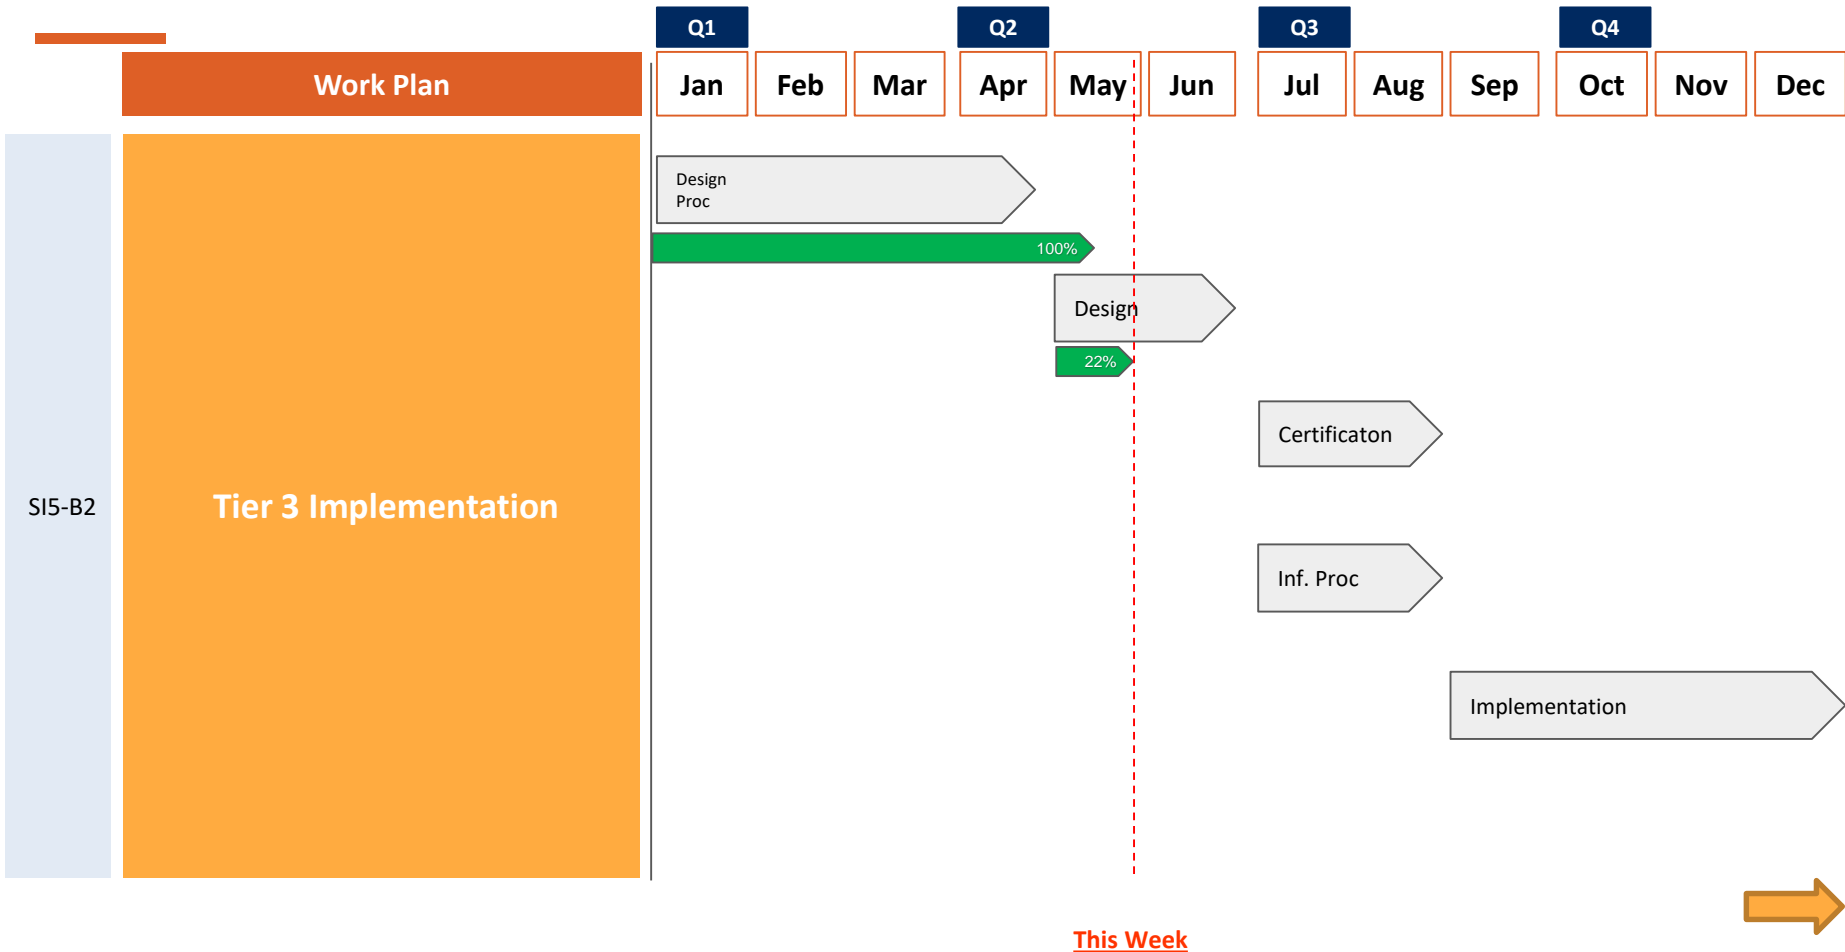 Q1
Q2
Q3
Q4
Work Plan
Jan
Feb
Mar
Apr
May
Jun
Jul
Aug
Sep
Oct
Nov
Dec
Design
Proc
100%
Design
22%
Certificaton
SI5-B2
Tier 3 Implementation
Inf. Proc
Implementation
This Week